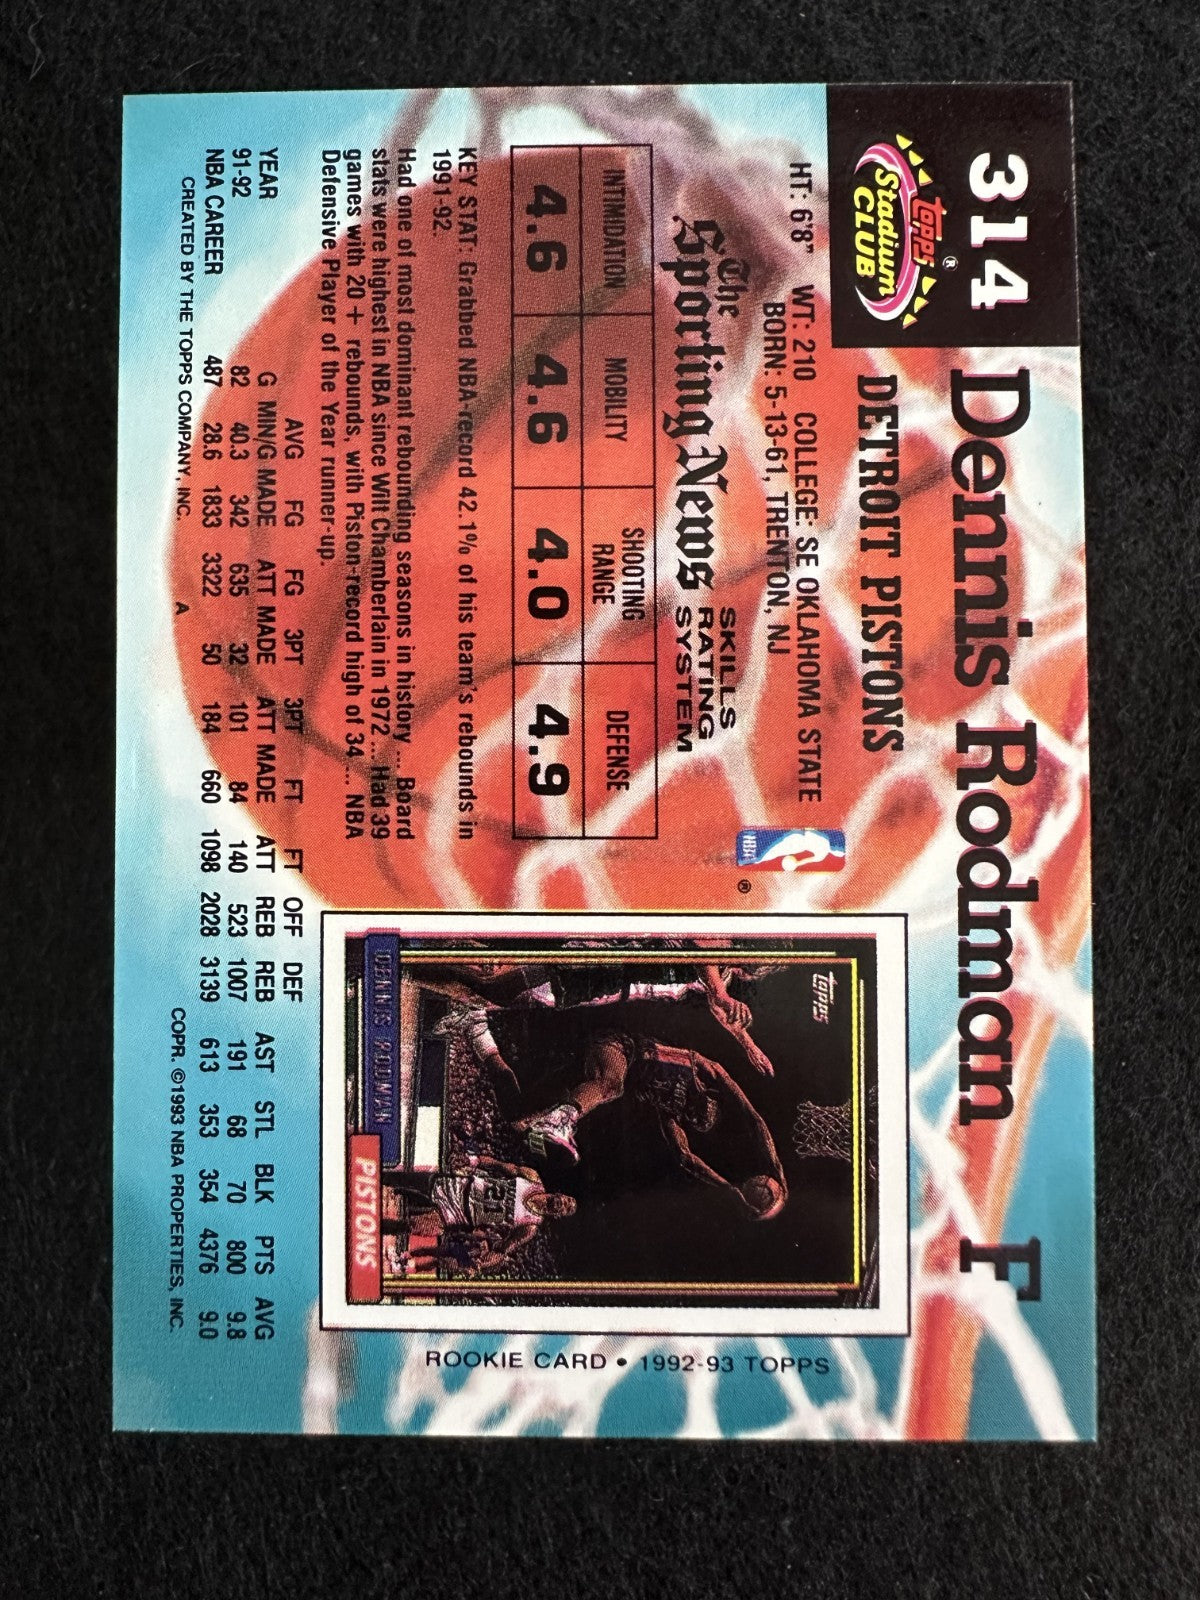 314
Topps®
Stadium
CLUB
Dennis Rodman F
DETROIT PISTONS
HT: 6'8" WT: 210 COLLEGE: SE OKLAHOMA STATE
BORN: 5-13-61, TRENTON, NJ
NBA
®
The
Sporting News
SKILLS
RATING
SYSTEM
INTIMIDATION MOBILITY SHOOTING RANGE DEFENSE
4.6 4.6 4.0 4.9
KEY STAT: Grabbed NBA-record 42.1% of his team's rebounds in
1991-92.
Had one of most dominant rebounding seasons in history ... Board
stats were highest in NBA since Wilt Chamberlain in 1972 ... Had 39
games with 20 + rebounds, with Piston-record high of 34 ... NBA
Defensive Player of the Year runner-up.
TOPPS
21
DENNIS RODMAN
PISTONS
ROOKIE CARD • 1992-93 TOPPS
AVG FG FG 3PT 3PT FT FT OFF DEF
YEAR G MIN/G MADE ATT MADE ATT MADE ATT REB REB AST STL BLK PTS AVG
91-92 82 40.3 342 635 32 101 84 140 523 1007 191 68 70 800 9.8
NBA CAREER 487 28.6 1833 3322 50 184 660 1098 2028 3139 613 353 354 4376 9.0
CREATED BY THE TOPPS COMPANY, INC. A COPR. ©1993 NBA PROPERTIES, INC.